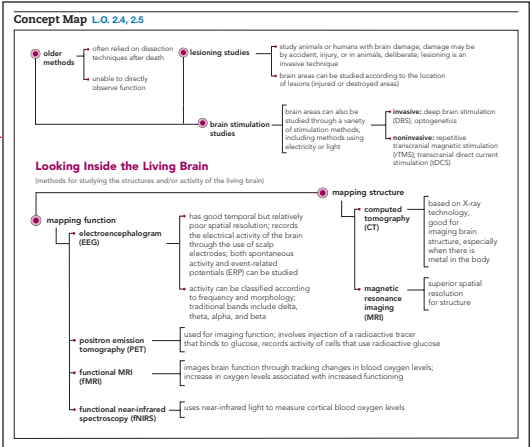 Concept Map L.O. 2.4, 2.5
older
methods
often relied on dissection
techniques after death
unable to directly
observe function
lesioning studies
study animals or humans with brain damage; damage may be
by accident, injury, or in animals, deliberate; lesioning is an
invasive technique
brain areas can be studied according to the location
of lesions (injured or destroyed areas)
brain stimulation
studies
brain areas can also be
studied through a variety
of stimulation methods,
including methods using
electricity or light
invasive: deep brain stimulation
(DBS); optogenetics
noninvasive: repetitive
transcranial magnetic stimulation
(rTMS); transcranial direct current
stimulation (tDCS)
Looking Inside the Living Brain
(methods for studying the structures and/or activity of the living brain)
mapping function
electroencephalogram
(EEG)
has good temporal but relatively
poor spatial resolution; records
the electrical activity of the brain
through the use of scalp
electrodes; both spontaneous
activity and event-related
potentials (ERP) can be studied
activity can be classified according
to frequency and morphology;
traditional bands include delta,
theta, alpha, and beta
mapping structure
computed
tomography
(CT)
based on X-ray
technology;
good for
imaging brain
structure, especially
when there is
metal in the body
magnetic
resonance
imaging
(MRI)
superior spatial
resolution
for structure
positron emission
tomography (PET)
used for imaging function; involves injection of a radioactive tracer
that binds to glucose, records activity of cells that use radioactive glucose
functional MRI
(fMRI)
images brain function through tracking changes in blood oxygen levels;
increase in oxygen levels associated with increased functioning
functional near-infrared
spectroscopy (fNIRS)
uses near-infrared light to measure cortical blood oxygen levels